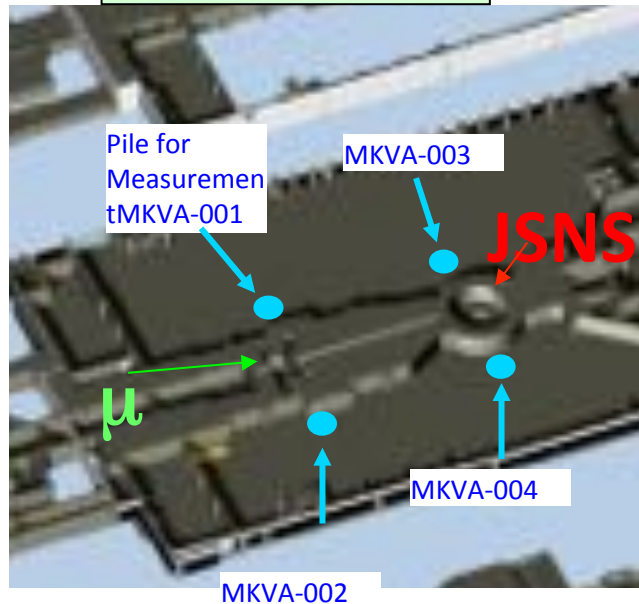 Pile for
Measuremen
tMKVA-001
MKVA-003
JSNS
μ
MKVA-004
MKVA-002